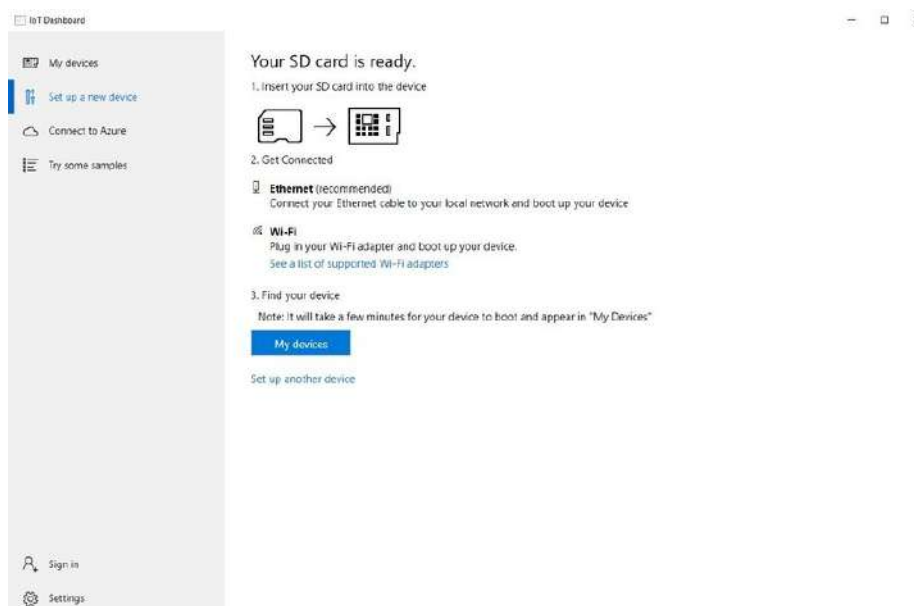 IoT Dashboard
My devices
Set up a new device
Connect to Azure
Try some samples
Sign in
Settings
Your SD card is ready.
1. Insert your SD card into the device
2. Get Connected
Ethernet (recommended)
Connect your Ethernet cable to your local network and boot up your device
Wi-Fi
Plug in your Wi-Fi adapter and boot up your device.
See a list of supported Wi-Fi adapters
3. Find your device
Note: It will take a few minutes for your device to boot and appear in "My Devices"
My devices
Set up another device